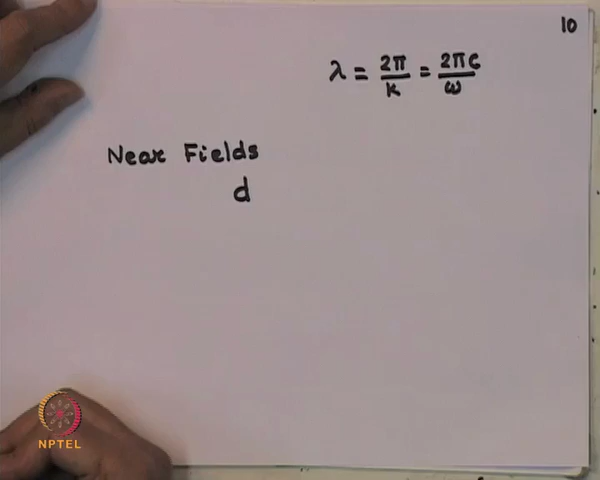 10
λ = 2π/k = 2πc/ω
Near Fields
d
NPTEL